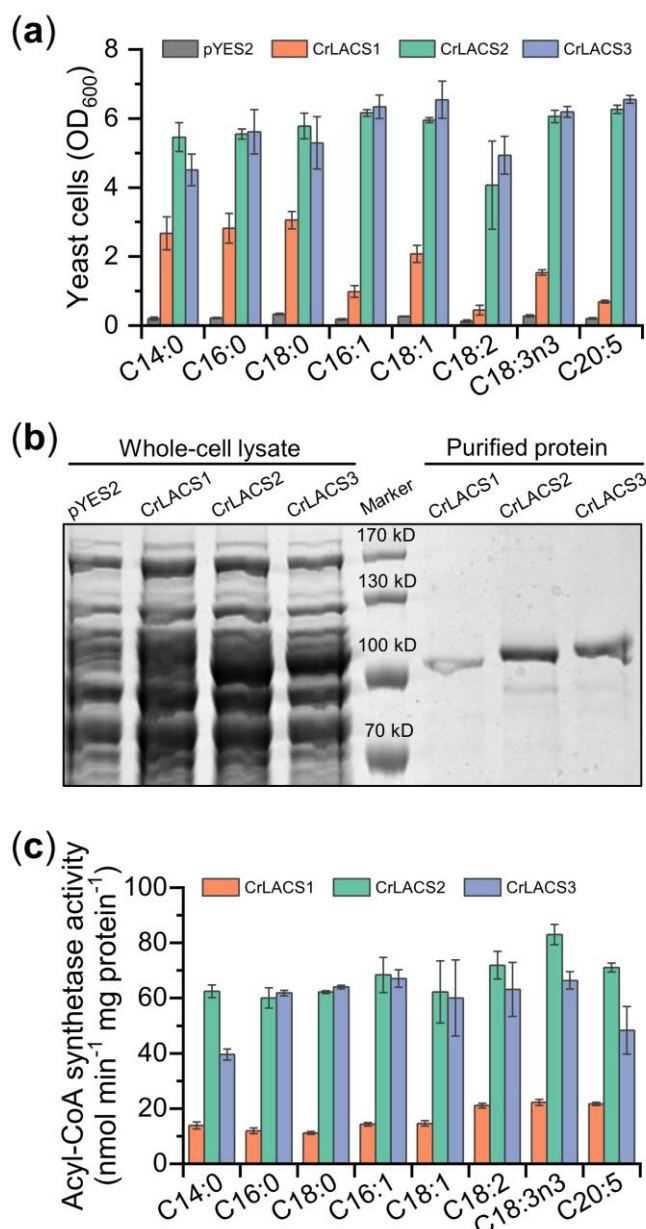 (a)
pYES2 CrLACS1 CrLACS2 CrLACS3
Yeast cells (OD600)
8
6
4
2
0
C14:0 C16:0 C18:0 C16:1 C18:1 C18:2 C18:3n3 C20:5
(b)
Whole-cell lysate Purified protein
pYES2 CrLACS1 CrLACS2 CrLACS3 Marker CrLACS1 CrLACS2 CrLACS3
170 kD
130 kD
100 kD
70 kD
(c)
CrLACS1 CrLACS2 CrLACS3
Acyl-CoA synthetase activity
(nmol min-1 mg protein-1)
100
80
60
40
20
0
C14:0 C16:0 C18:0 C16:1 C18:1 C18:2 C18:3n3 C20:5